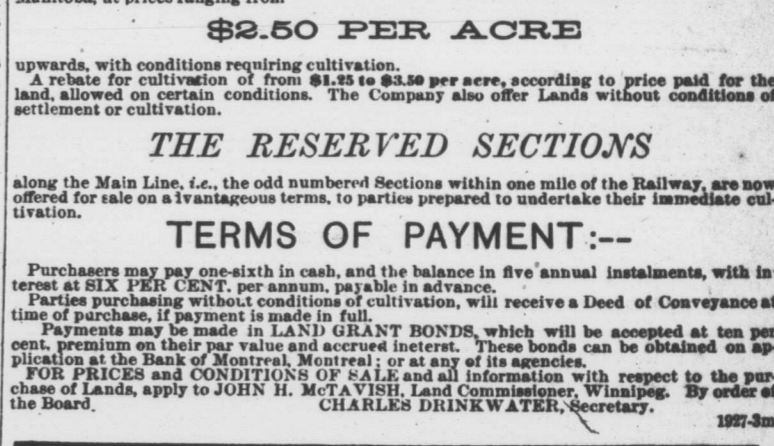 Manitoba, at prices ranging from
$2.50 PER ACRE
upwards, with conditions requiring cultivation.
A rebate for cultivation of from $1.25 to $3.50 per acre, according to price paid for the
land, allowed on certain conditions. The Company also offer Lands without conditions of
settlement or cultivation.
THE RESERVED SECTIONS
along the Main Line, i.e., the odd numbered Sections within one mile of the Railway, are now
offered for sale on advantageous terms, to parties prepared to undertake their immediate cul-
tivation.
TERMS OF PAYMENT:--
Purchasers may pay one-sixth in cash, and the balance in five annual instalments, with in
terest at SIX PER CENT. per annum, payable in advance.
Parties purchasing without conditions of cultivation, will receive a Deed of Conveyance at
time of purchase, if payment is made in full.
Payments may be made in LAND GRANT BONDS, which will be accepted at ten per
cent. premium on their par value and accrued ineterst. These bonds can be obtained on ap-
plication at the Bank of Montreal, Montreal; or at any of its agencies.
FOR PRICES and CONDITIONS OF SALE and all information with respect to the pur-
chase of Lands, apply to JOHN H. McTAVISH, Land Commissioner, Winnipeg. By order of
the Board. CHARLES DRINKWATER, Secretary.
1927-3m